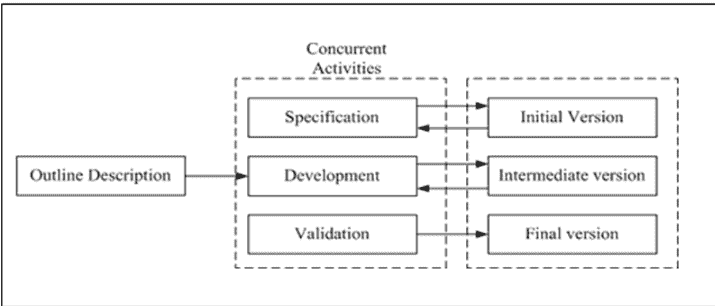 Concurrent
Activities
Specification
Initial Version
Outline Description
Development
Intermediate version
Validation
Final version